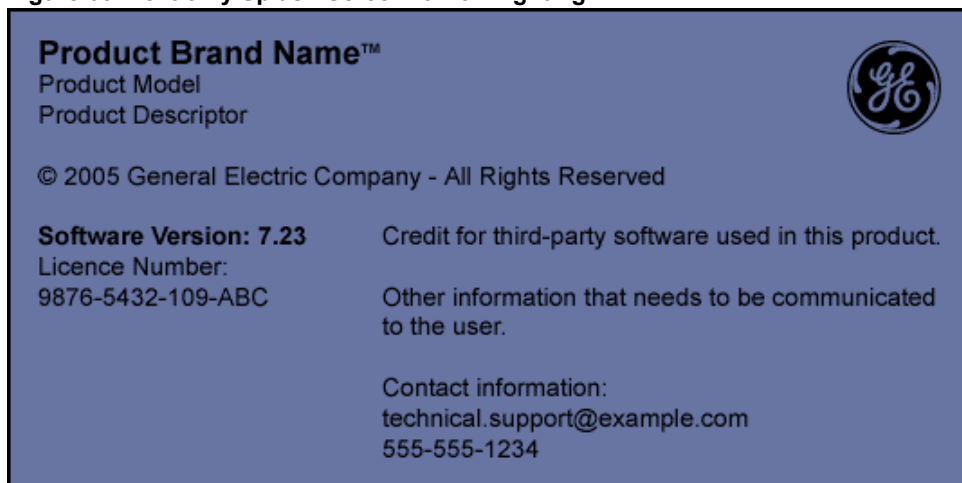 Product Brand Name™
Product Model
Product Descriptor
GE
© 2005 General Electric Company - All Rights Reserved
Software Version: 7.23
Licence Number:
9876-5432-109-ABC
Credit for third-party software used in this product.
Other information that needs to be communicated
to the user.
Contact information:
technical.support@example.com
555-555-1234